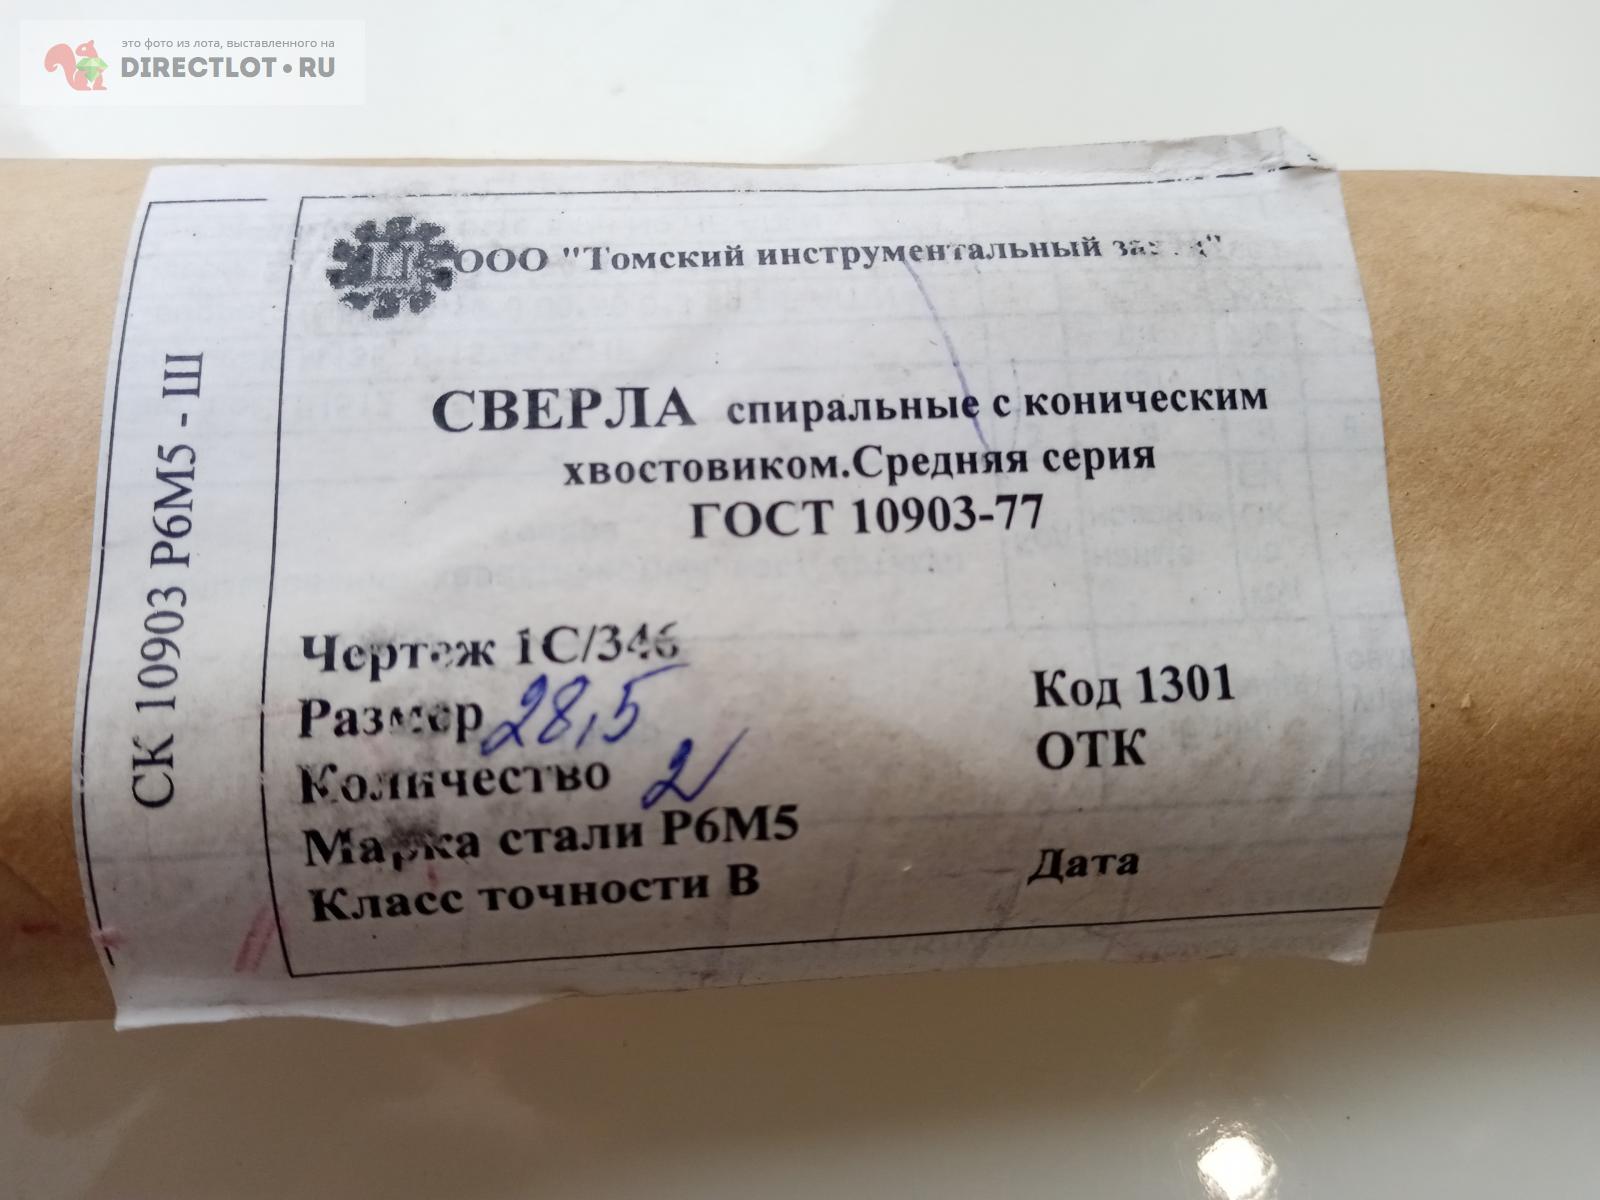 это фото из лота, выставленного на
DIRECTLOT.RU
СК 10903 Р6М5 - Ш
ООО "Томский инструментальный завод"
СВЕРЛА спиральные с коническим
хвостовиком.Средняя серия
ГОСТ 10903-77
Чертеж 1С/346
Размер 28,5
Код 1301
Количество 2
ОТК
Марка стали Р6М5
Класс точности В
Дата